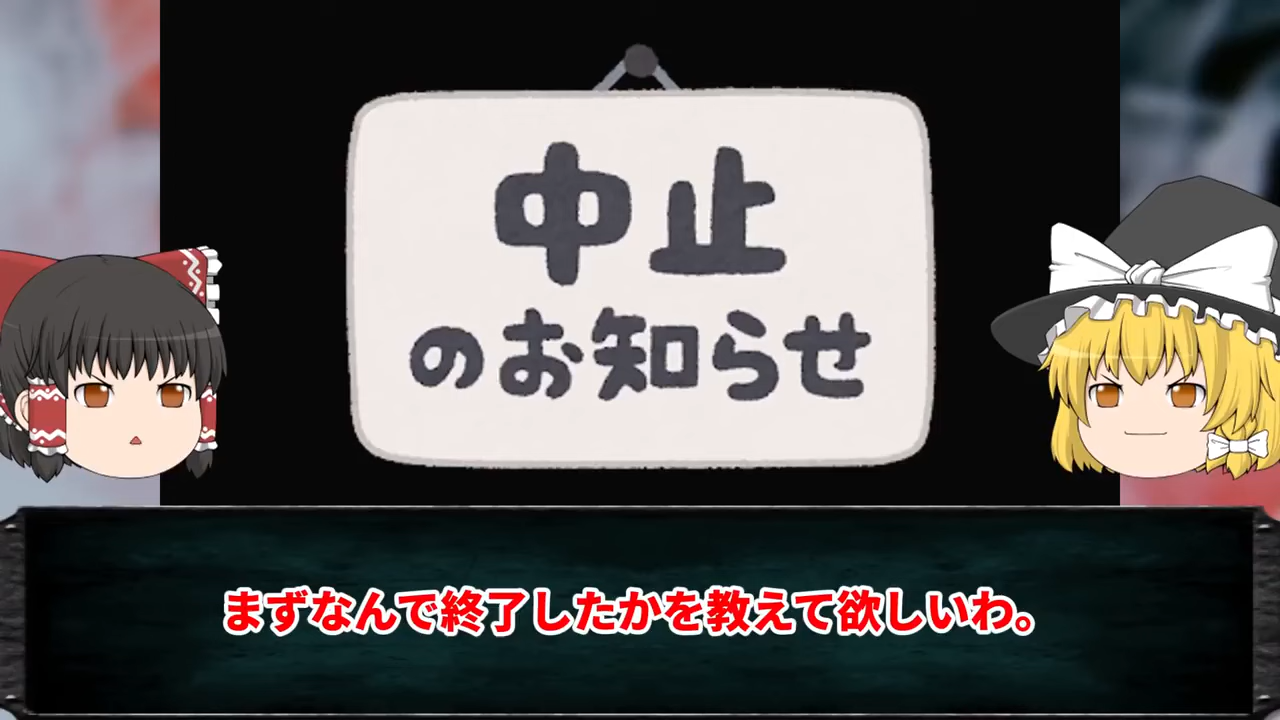 中止
のお知らせ
まずなんで終了したかを教えて欲しいわ。